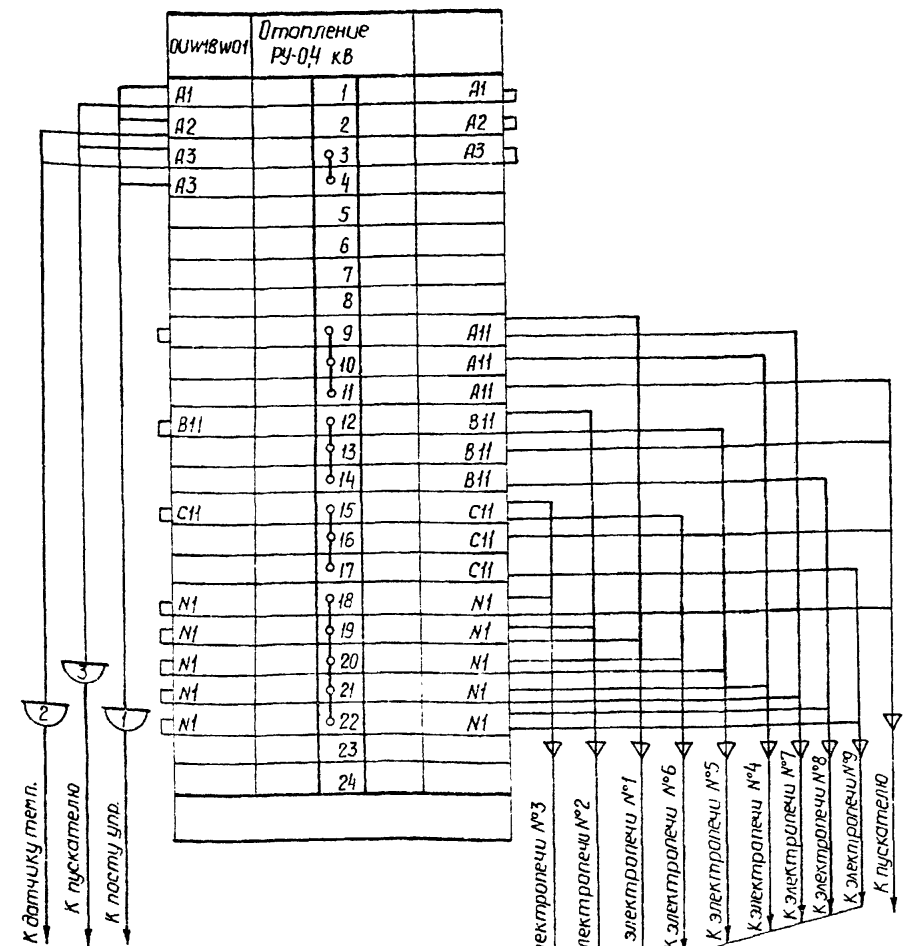 OUW18W01
Отопление
РУ-0,4 кВ
A1 1 A1
A2 2 A2
A3 3 A3
A3 4
5
6
7
8
9 A11
10 A11
11 A11
B11 12 B11
13 B11
14 B11
C11 15 C11
16 C11
17 C11
N1 18 N1
N1 19 N1
N1 20 N1
N1 21 N1
N1 22 N1
23
24
2
3
1
К датчику темп.
К пускателю
К посту упр.
электропечи №3
электропечи №2
электропечи №1
К электропечи №6
К электропечи №5
К электропечи №4
К электропечи №7
К электропечи №8
К электропечи №9
К пускателю